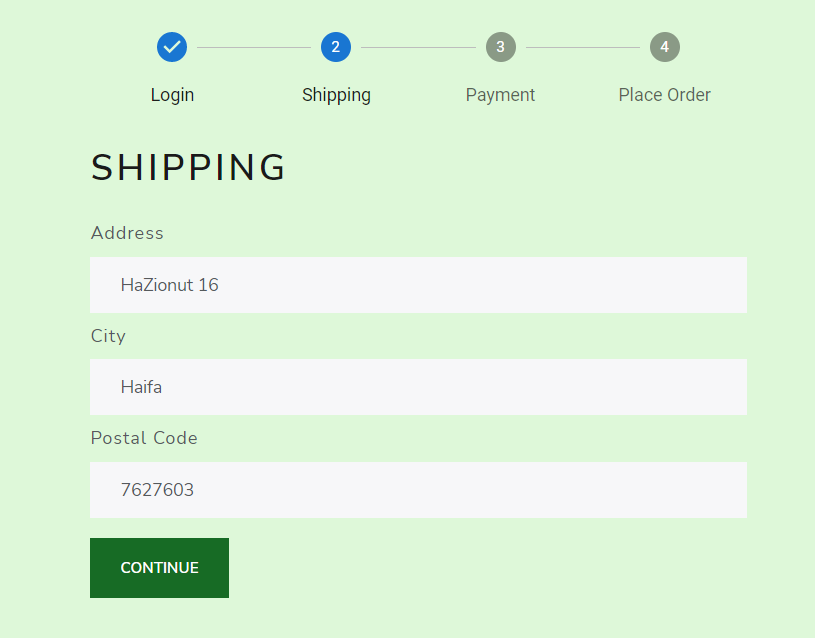 2 3 4
Login Shipping Payment Place Order
SHIPPING
Address
HaZionut 16
City
Haifa
Postal Code
7627603
CONTINUE